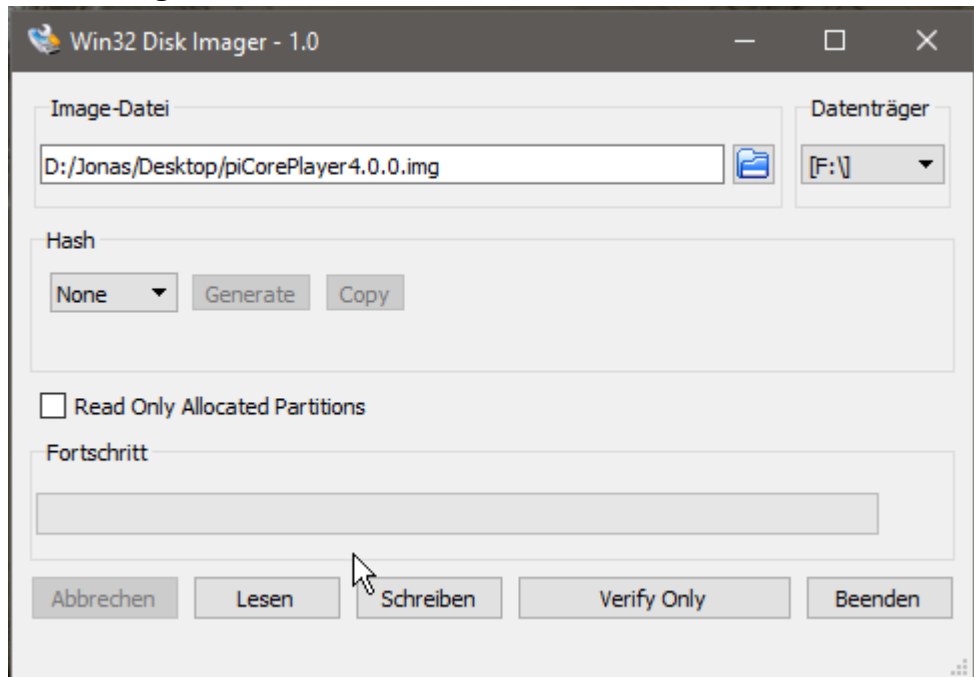 Win32 Disk Imager - 1.0
Image-Datei
Datenträger
D:/Jonas/Desktop/piCorePlayer4.0.0.img
[F:\]
Hash
None
Generate
Copy
Read Only Allocated Partitions
Fortschritt
Abbrechen
Lesen
Schreiben
Verify Only
Beenden